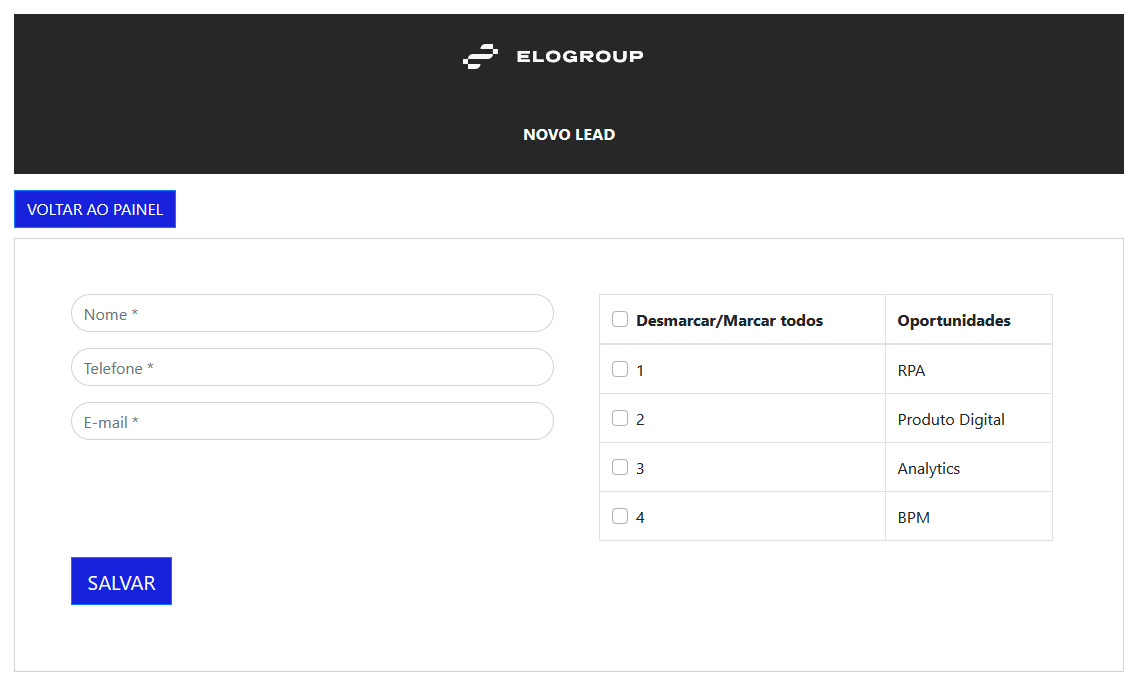 ELOGROUP
NOVO LEAD
VOLTAR AO PAINEL
Nome *
Telefone *
E-mail *
Desmarcar/Marcar todos Oportunidades
1 RPA
2 Produto Digital
3 Analytics
4 BPM
SALVAR